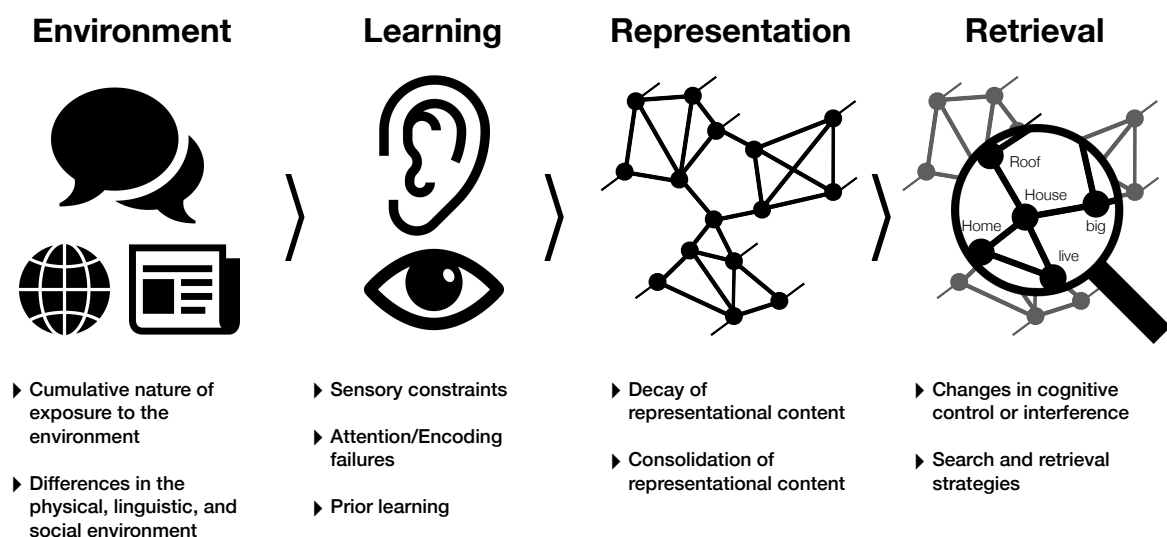 Environment
Learning
Representation
Retrieval
Roof
House
Home
big
live
Cumulative nature of
exposure to the
environment
Differences in the
physical, linguistic, and
social environment
Sensory constraints
Attention/Encoding
failures
Prior learning
Decay of
representational content
Consolidation of
representational content
Changes in cognitive
control or interference
Search and retrieval
strategies